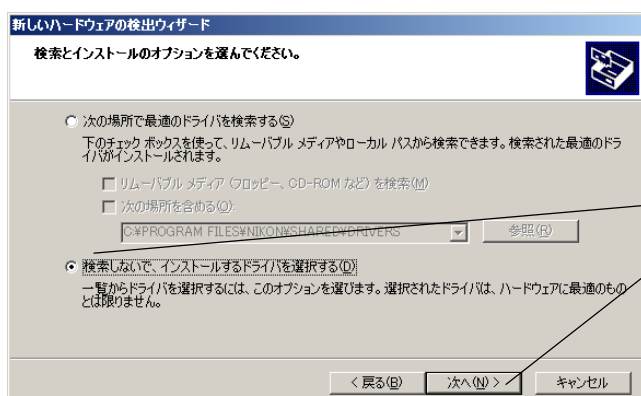 新しいハードウェアの検出ウィザード
検索とインストールのオプションを選んでください。
次の場所で最適のドライバを検索する(S)
下のチェック ボックスを使って、リムーバブル メディアやローカル パスから検索できます。検索された最適のドラ
イバがインストールされます。
リムーバブル メディア (フロッピー、CD-ROM など) を検索(M)
次の場所を含める(O):
C:¥PROGRAM FILES¥NIKON¥SHARED¥DRIVERS
参照(R)
検索しないで、インストールするドライバを選択する(D)
一覧からドライバを選択するには、このオプションを選びます。選択されたドライバは、ハードウェアに最適のもの
とは限りません。
< 戻る(B) 次へ(N) > キャンセル